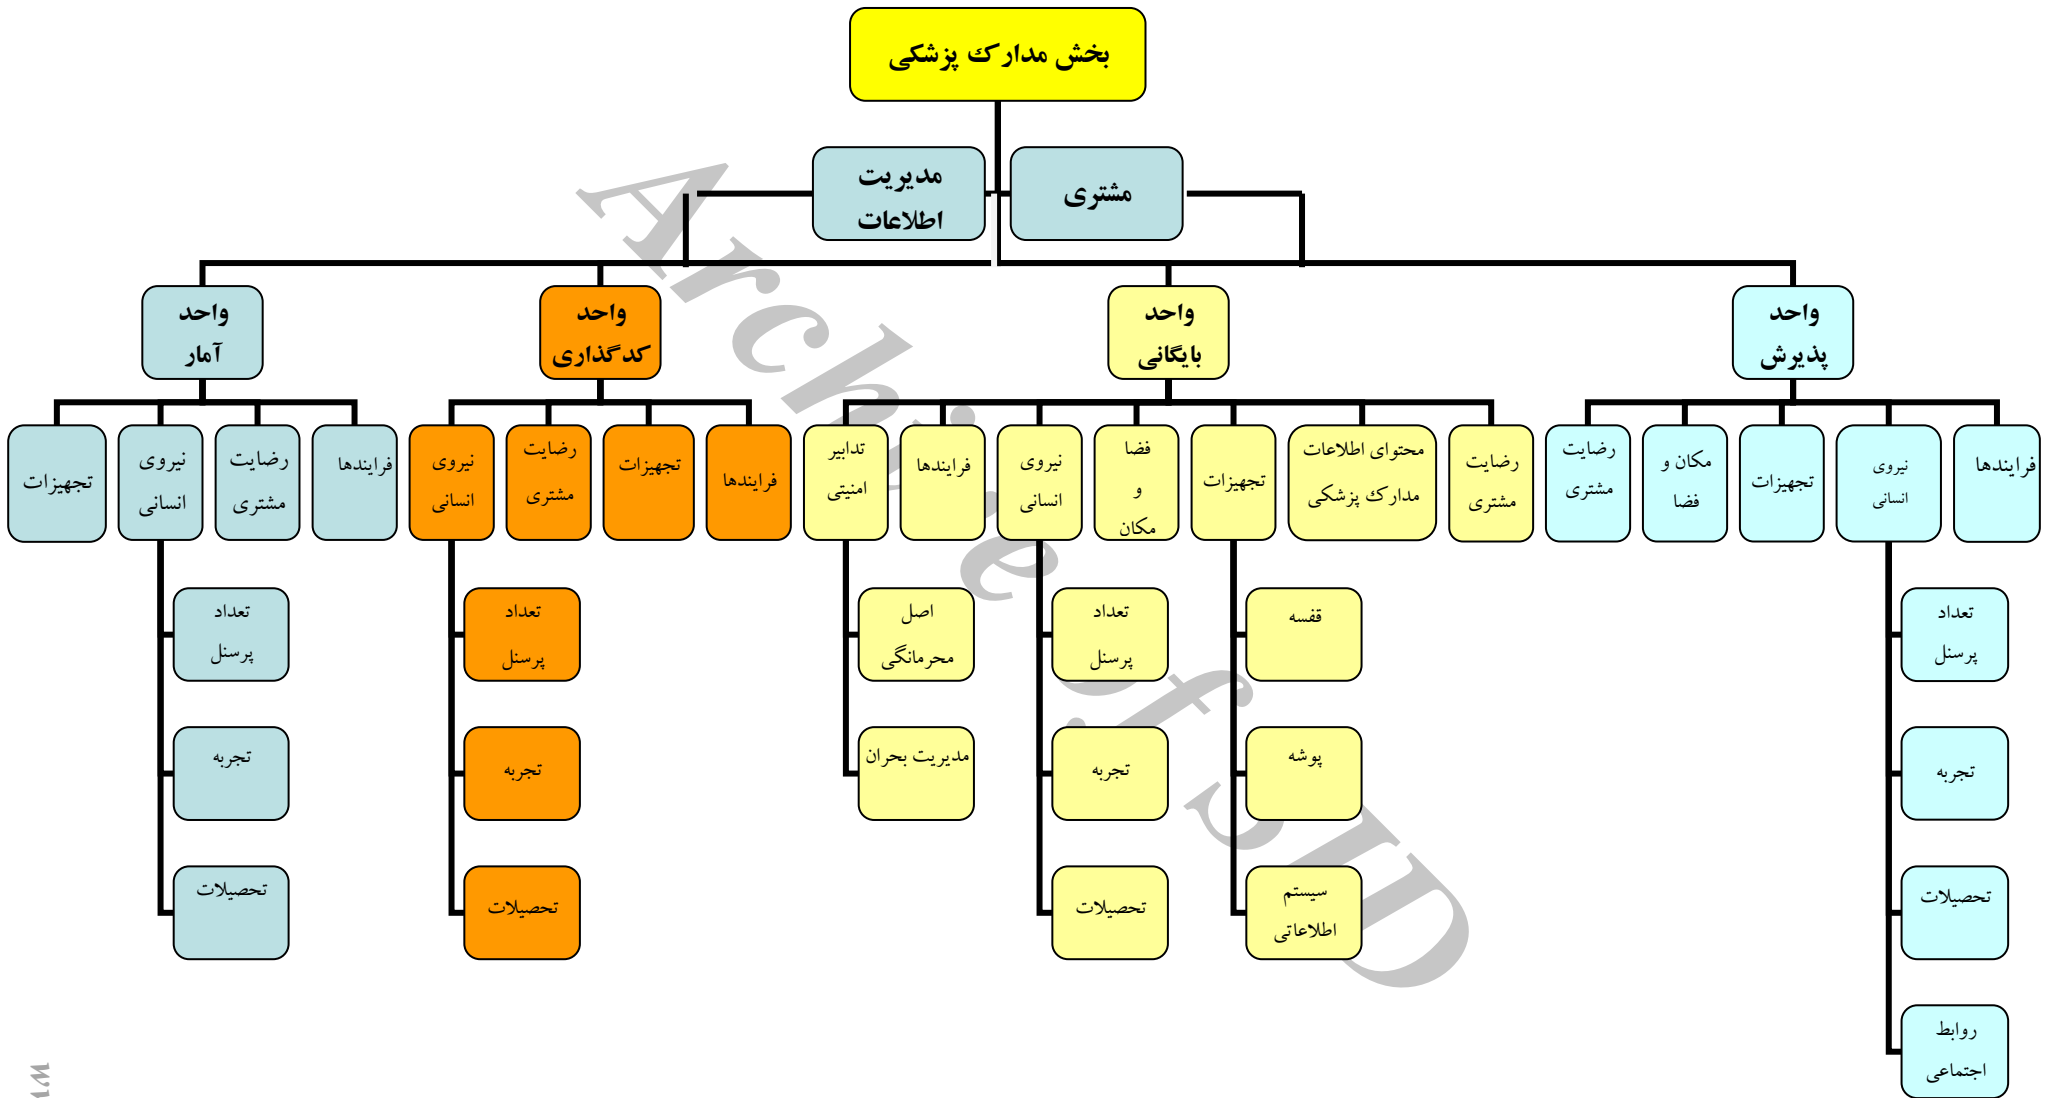 بخش مدارک پزشکی
مشتری
مدیریت
اطلاعات
واحد
پذیرش
واحد
بایگانی
واحد
کدگذاری
واحد
آمار
فرایندها
نیروی
انسانی
تجهیزات
مکان و
فضا
رضایت
مشتری
رضایت
مشتری
محتوای اطلاعات
مدارک پزشکی
تجهیزات
فضا
و
مکان
نیروی
انسانی
فرایندها
تدابیر
امنیتی
فرایندها
تجهیزات
رضایت
مشتری
نیروی
انسانی
فرایندها
رضایت
مشتری
نیروی
انسانی
تجهیزات
تعداد
پرسنل
قفسه
تعداد
پرسنل
اصل
محرمانگی
تعداد
پرسنل
تعداد
پرسنل
تجربه
پوشه
تجربه
مدیریت بحران
تجربه
تجربه
تحصیلات
سیستم
اطلاعاتی
تحصیلات
تحصیلات
تحصیلات
روابط
اجتماعی
Archive of SID